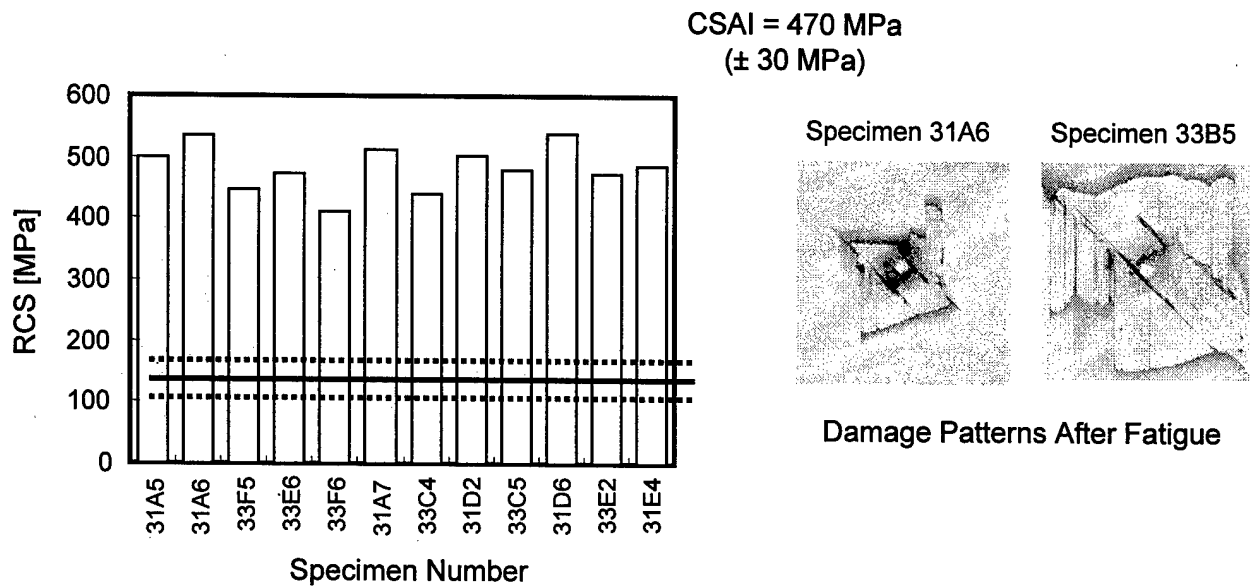 CSAI = 470 MPa
(± 30 MPa)
600
500
400
300
200
100
0
RCS [MPa]
31A5
31A6
33F5
33E6
33F6
31A7
33C4
31D2
33C5
31D6
33E2
31E4
Specimen Number
Specimen 31A6
Specimen 33B5
Damage Patterns After Fatigue